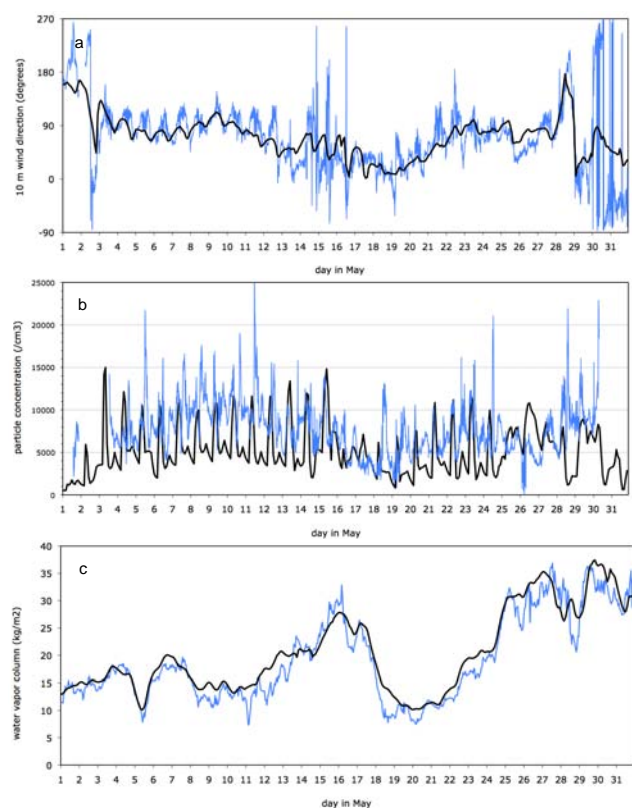 a
10 m wind direction (degrees)
270
180
90
0
-90
1 2 3 4 5 6 7 8 9 10 11 12 13 14 15 16 17 18 19 20 21 22 23 24 25 26 27 28 29 30 31
day in May
b
particle concentration (/cm3)
25000
20000
15000
10000
5000
0
1 2 3 4 5 6 7 8 9 10 11 12 13 14 15 16 17 18 19 20 21 22 23 24 25 26 27 28 29 30 31
day in May
c
water vapor column (kg/m2)
40
35
30
25
20
15
10
5
0
1 2 3 4 5 6 7 8 9 10 11 12 13 14 15 16 17 18 19 20 21 22 23 24 25 26 27 28 29 30 31
day in May